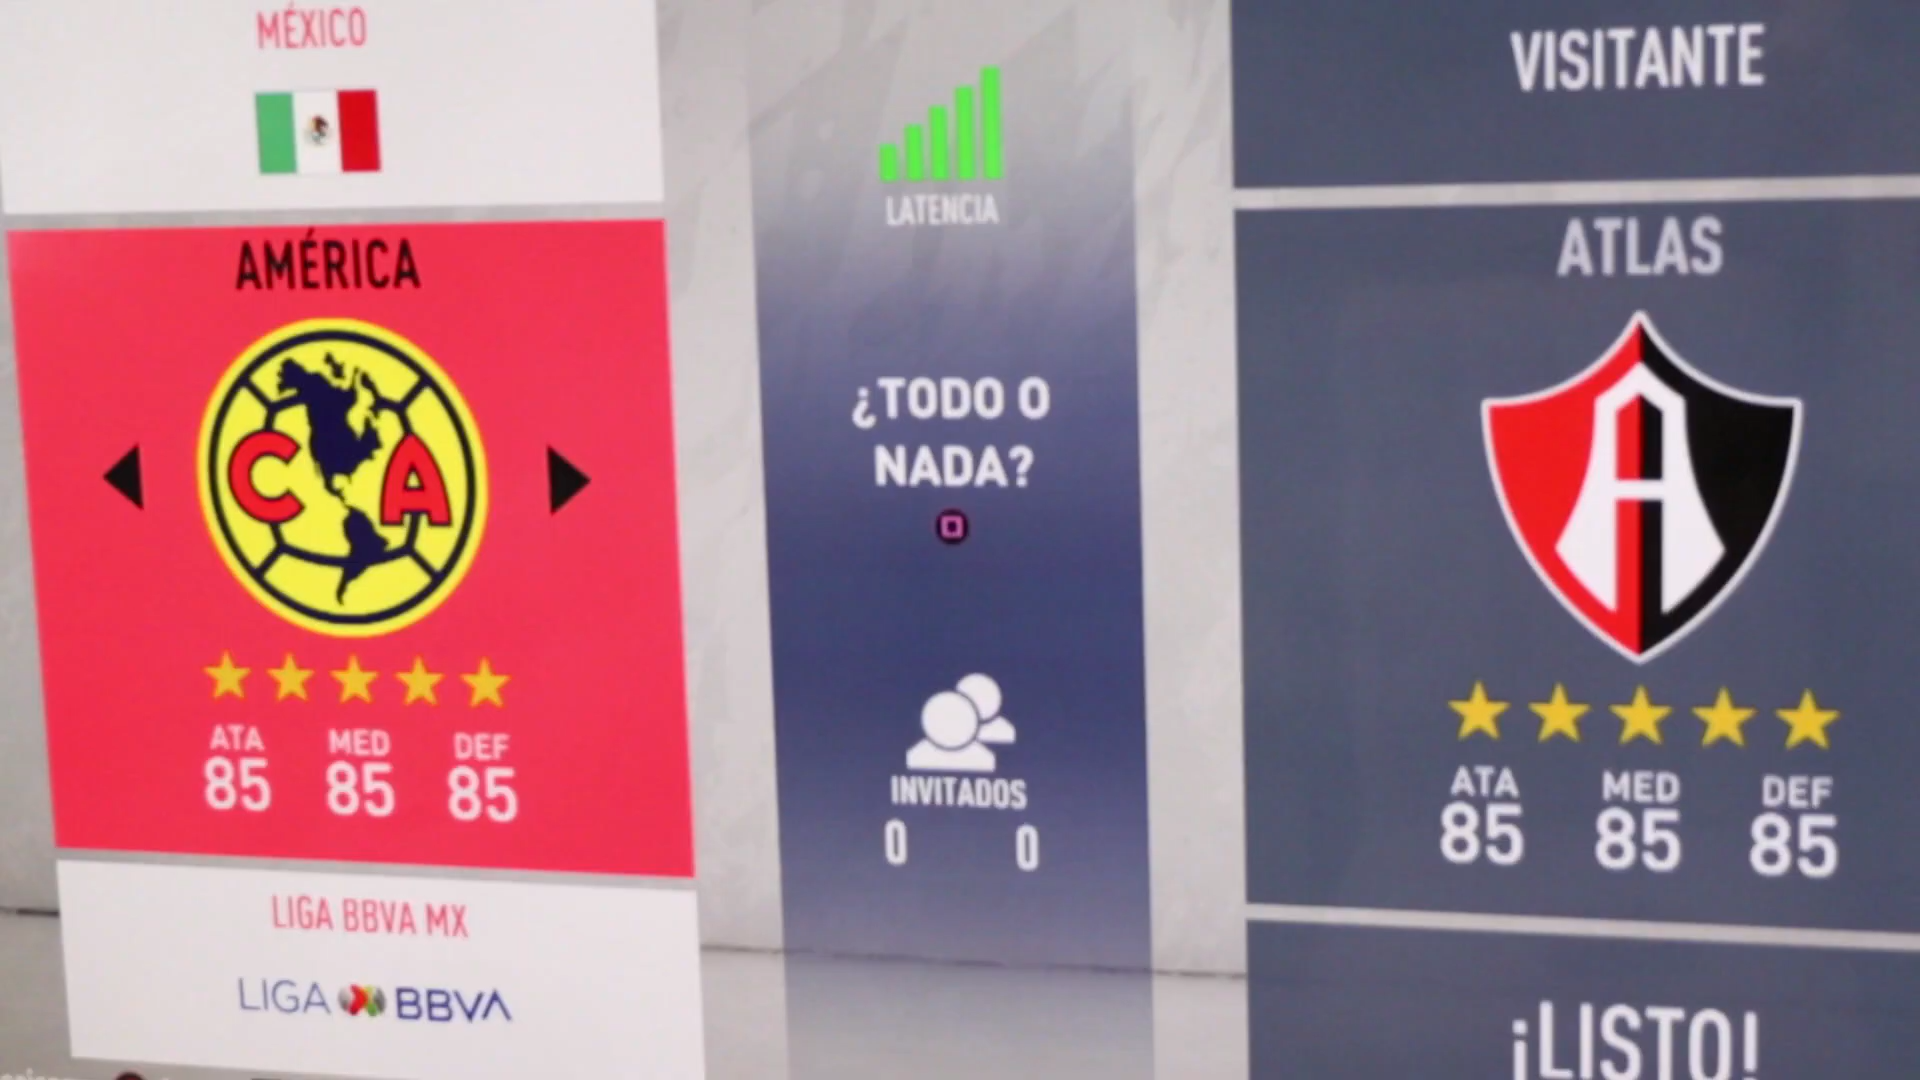 MÉXICO
AMÉRICA
C A
ATA MED DEF
85 85 85
LIGA BBVA MX
LIGA BBVA
LATENCIA
¿TODO O
NADA?
INVITADOS
0 0
VISITANTE
ATLAS
A
ATA MED DEF
85 85 85
¡LISTO!